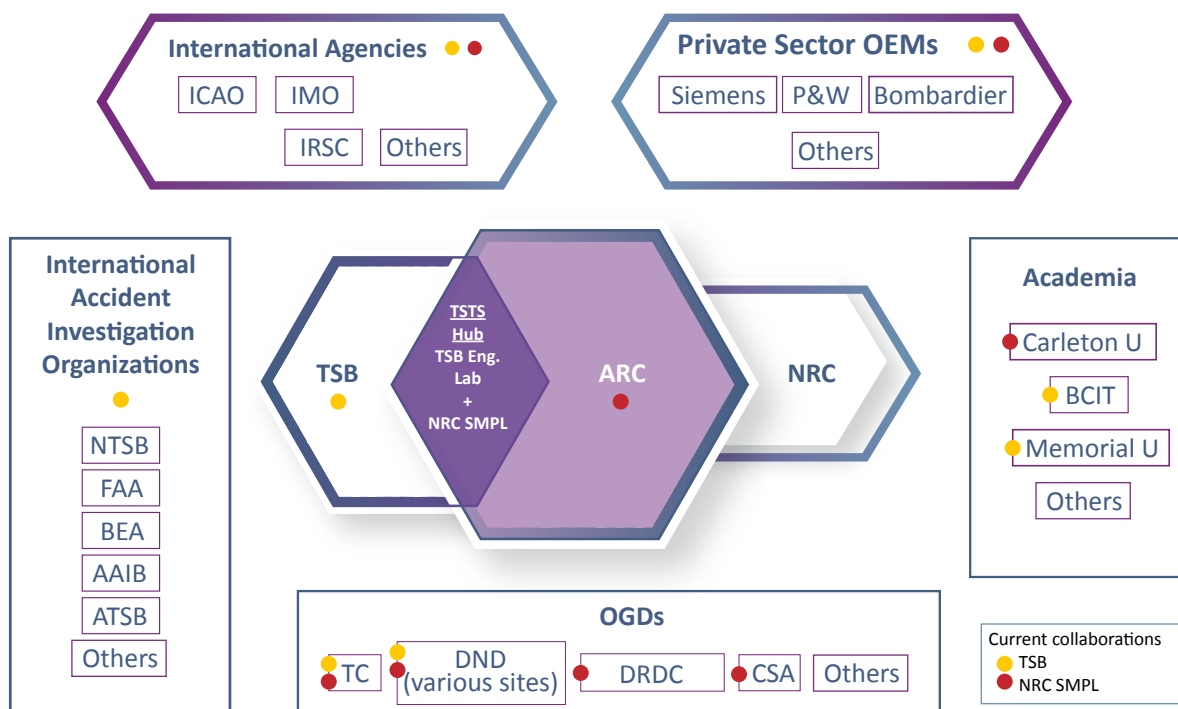 International Agencies
ICAO
IMO
IRSC
Others
Private Sector OEMs
Siemens
P&W
Bombardier
Others
International
Accident
Investigation
Organizations
NTSB
FAA
BEA
AAIB
ATSB
Others
TSB
TSTS
Hub
TSB Eng.
Lab
+
NRC SMPL
ARC
NRC
Academia
Carleton U
BCIT
Memorial U
Others
OGDs
TC
DND
(various sites)
DRDC
CSA
Others
Current collaborations
TSB
NRC SMPL